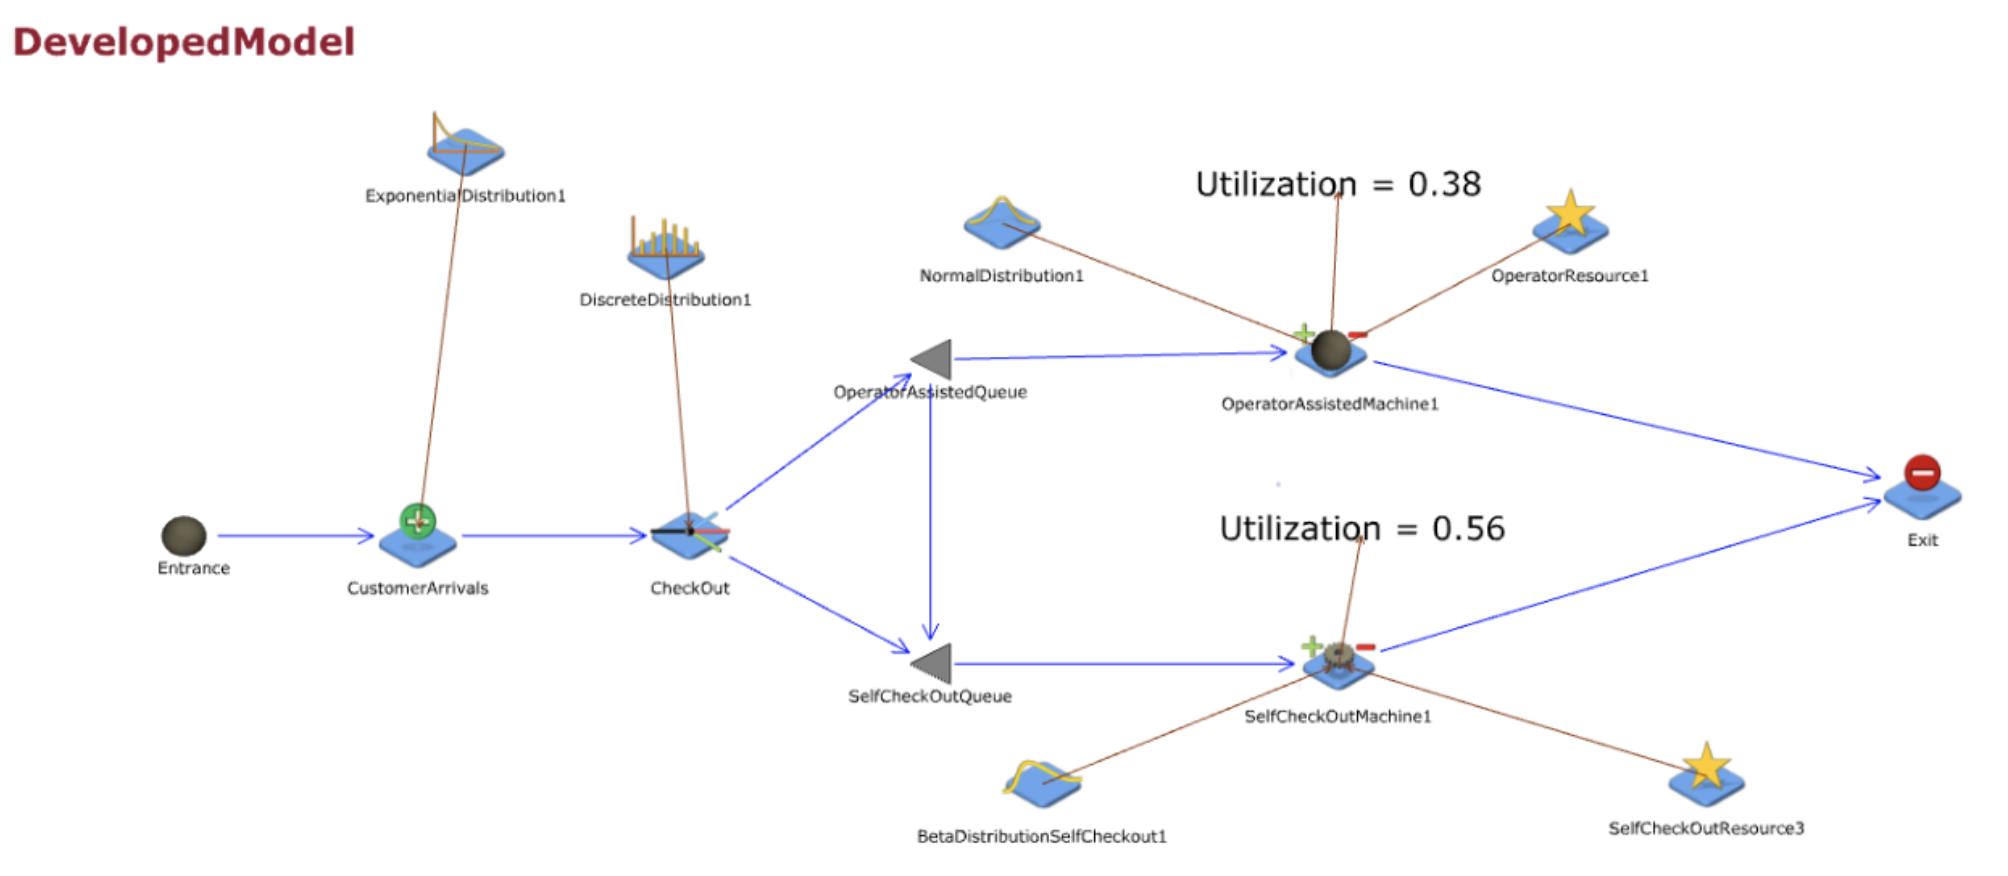 DevelopedModel
ExponentialDistribution1
DiscreteDistribution1
Utilization = 0.38
NormalDistribution1
OperatorResource1
OperatorAssistedQueue
OperatorAssistedMachine1
Utilization = 0.56
Exit
Entrance
CustomerArrivals
CheckOut
SelfCheckOutQueue
SelfCheckOutMachine1
BetaDistributionSelfCheckout1
SelfCheckOutResource3